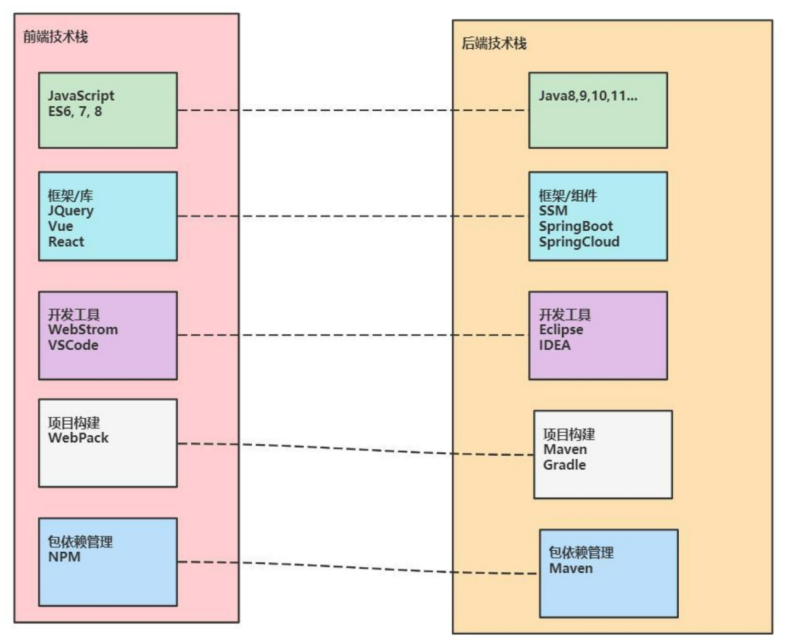 前端技术栈
JavaScript
ES6, 7, 8
框架/库
JQuery
Vue
React
开发工具
WebStrom
VSCode
项目构建
WebPack
包依赖管理
NPM
后端技术栈
Java8,9,10,11...
框架/组件
SSM
SpringBoot
SpringCloud
开发工具
Eclipse
IDEA
项目构建
Maven
Gradle
包依赖管理
Maven